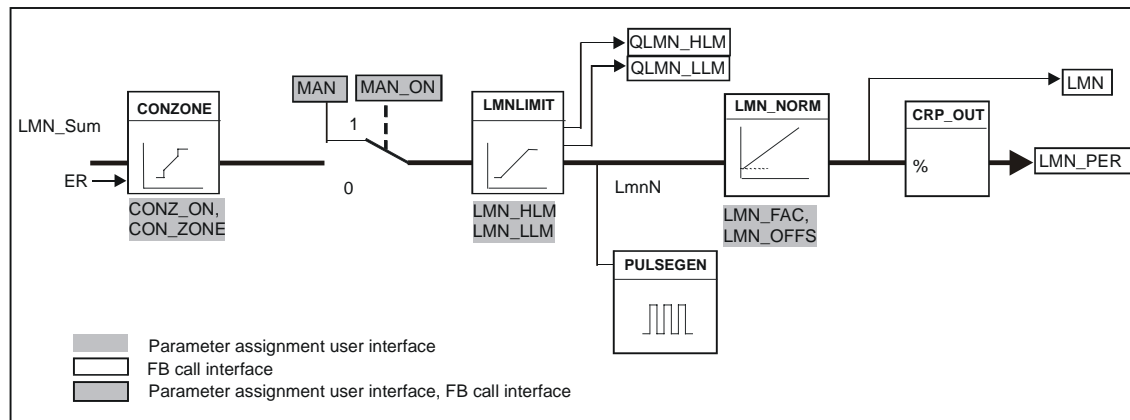 QLMN_HLM
QLMN_LLM
MAN
MAN_ON
LMN
CONZONE
LMNLIMIT
LMN_NORM
CRP_OUT
LMN_Sum
1
ER
0
LmnN
%
LMN_PER
CONZ_ON,
CON_ZONE
LMN_HLM
LMN_LLM
LMN_FAC,
LMN_OFFS
PULSEGEN
Parameter assignment user interface
FB call interface
Parameter assignment user interface, FB call interface